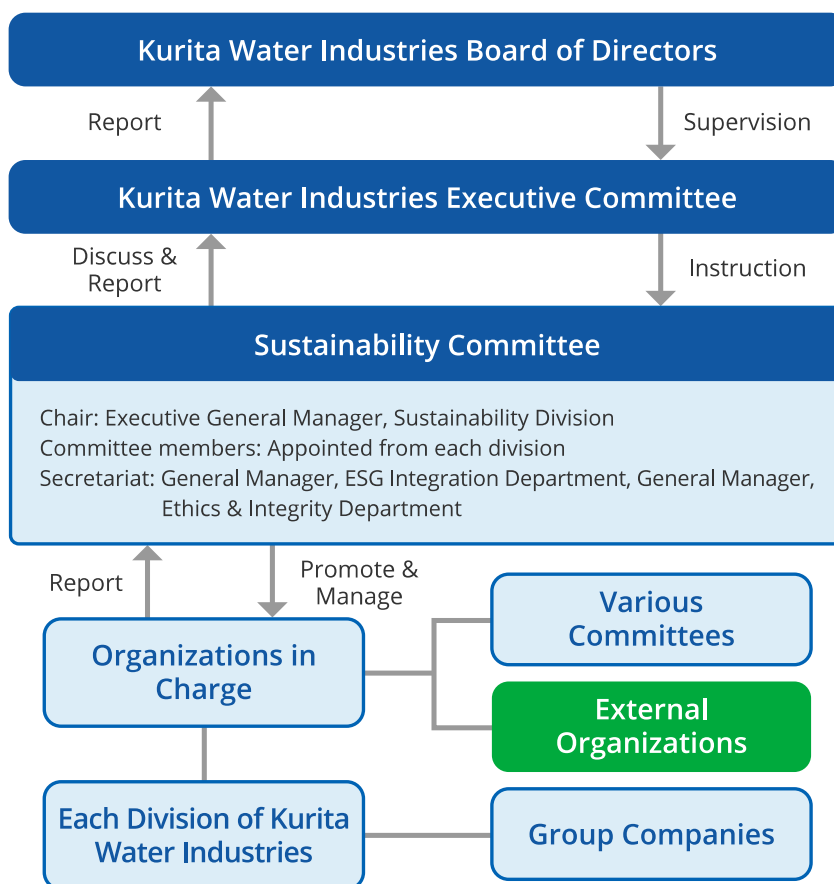 Kurita Water Industries Board of Directors
Report
Supervision
Kurita Water Industries Executive Committee
Discuss &
Report
Instruction
Sustainability Committee
Chair: Executive General Manager, Sustainability Division
Committee members: Appointed from each division
Secretariat: General Manager, ESG Integration Department, General Manager,
Ethics & Integrity Department
Report
Promote &
Manage
Organizations in
Charge
Various
Committees
External
Organizations
Each Division of Kurita
Water Industries
Group Companies